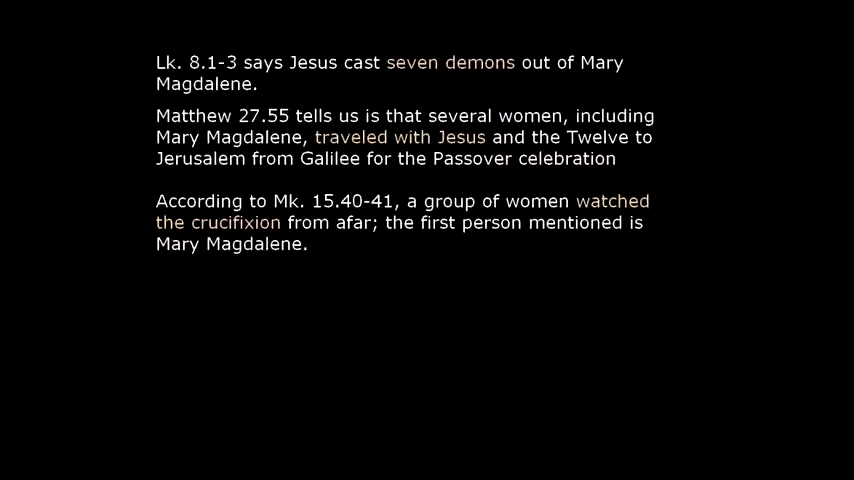 Lk. 8.1-3 says Jesus cast seven demons out of Mary
Magdalene.
Matthew 27.55 tells us is that several women, including
Mary Magdalene, traveled with Jesus and the Twelve to
Jerusalem from Galilee for the Passover celebration
According to Mk. 15.40-41, a group of women watched
the crucifixion from afar; the first person mentioned is
Mary Magdalene.